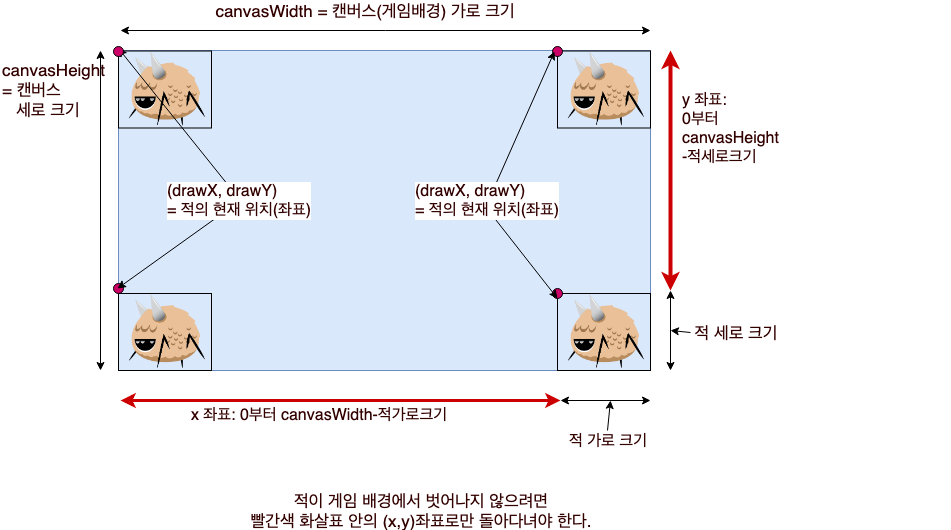 canvasWidth = 캔버스(게임배경) 가로 크기
canvasHeight
= 캔버스
세로 크기
y 좌표:
0부터
canvasHeight
-적세로크기
(drawX, drawY)
= 적의 현재 위치(좌표)
(drawX, drawY)
= 적의 현재 위치(좌표)
적 세로 크기
x 좌표: 0부터 canvasWidth-적가로크기
적 가로 크기
적이 게임 배경에서 벗어나지 않으려면
빨간색 화살표 안의 (x,y)좌표로만 돌아다녀야 한다.